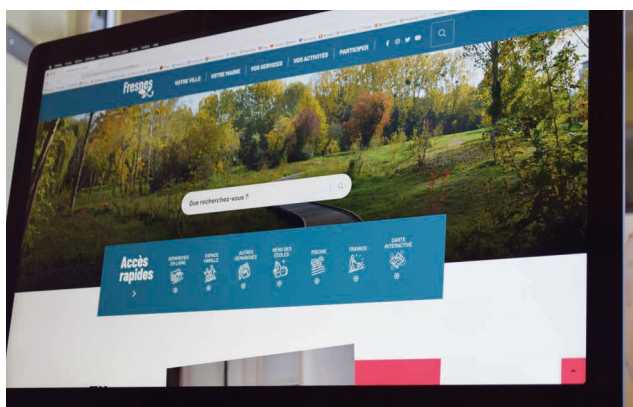 Fresnes
VOTRE VILLE
VOTRE MAIRIE
VOS SERVICES
VOS ACTIVITÉS
PARTICIPER
Que recherchez-vous ?
Accès
rapides
DÉMARCHES
EN LIGNE
ESPACE
FAMILLE
AUTRES
DÉMARCHES
MENU DES
ÉCOLES
PISCINE
TRAVAUX
CARTE
INTERACTIVE